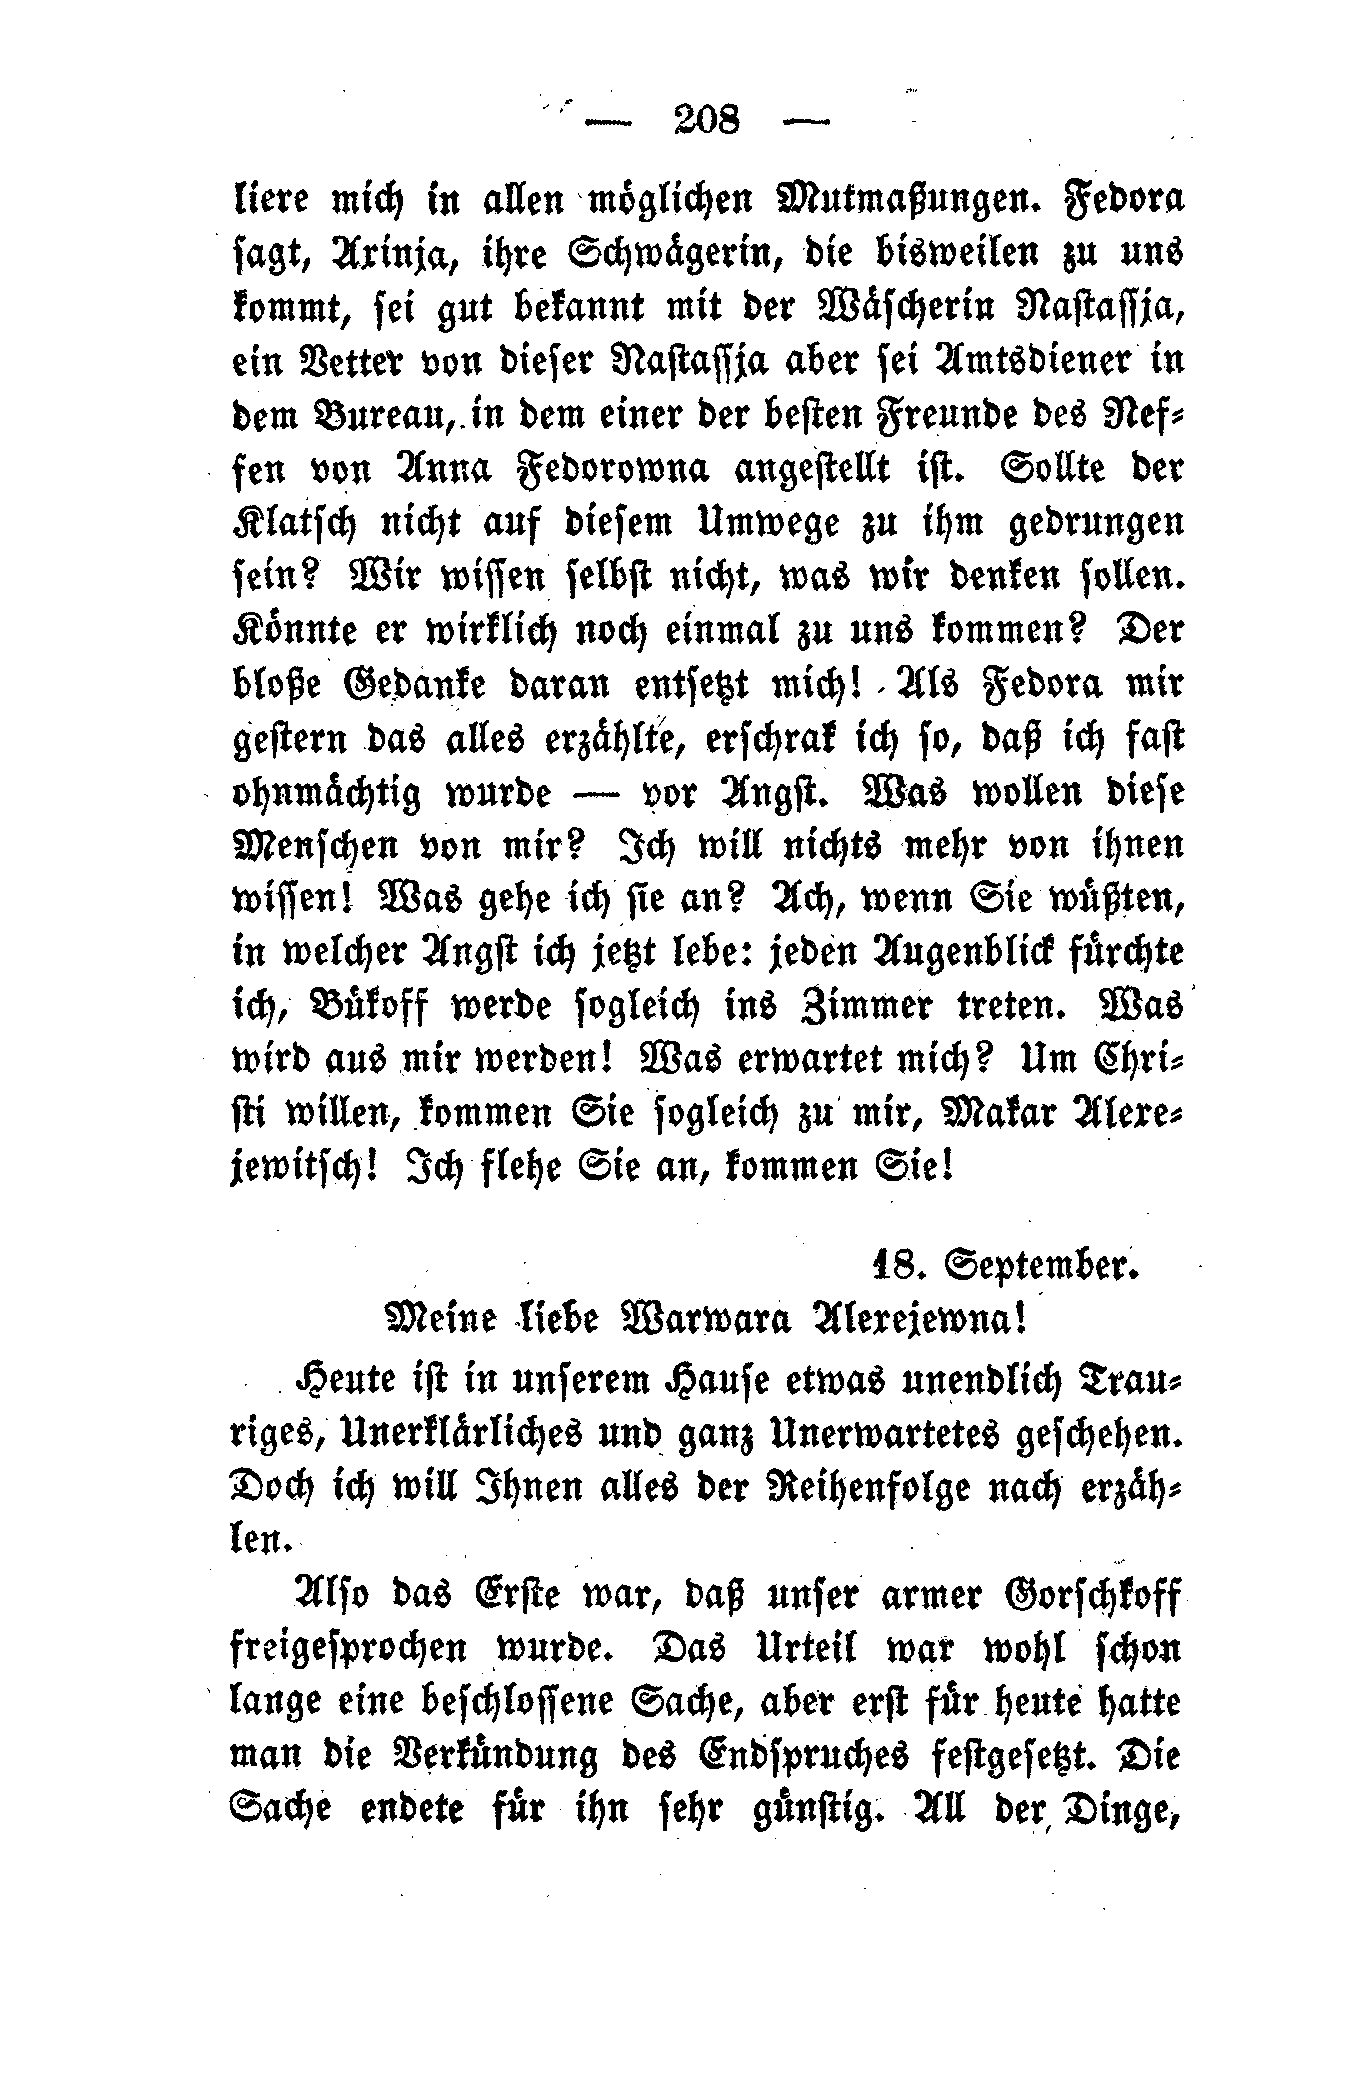 — 208 —
liere mich in allen möglichen Mutmaßungen. Fedora
sagt, Arinja, ihre Schwägerin, die bisweilen zu uns
kommt, sei gut bekannt mit der Wäscherin Nastassja,
ein Vetter von dieser Nastassja aber sei Amtsdiener in
dem Bureau, in dem einer der besten Freunde des Nef-
fen von Anna Fedorowna angestellt ist. Sollte der
Klatsch nicht auf diesem Umwege zu ihm gedrungen
sein? Wir wissen selbst nicht, was wir denken sollen.
Könnte er wirklich noch einmal zu uns kommen? Der
bloße Gedanke daran entsetzt mich! Als Fedora mir
gestern das alles erzählte, erschrak ich so, daß ich fast
ohnmächtig wurde — vor Angst. Was wollen diese
Menschen von mir? Ich will nichts mehr von ihnen
wissen! Was gehe ich sie an? Ach, wenn Sie wüßten,
in welcher Angst ich jetzt lebe: jeden Augenblick fürchte
ich, Bükoff werde sogleich ins Zimmer treten. Was
wird aus mir werden! Was erwartet mich? Um Chri-
sti willen, kommen Sie sogleich zu mir, Makar Alexe-
jewitsch! Ich flehe Sie an, kommen Sie!
18. September.
Meine liebe Warwara Alexejewna!
Heute ist in unserem Hause etwas unendlich Trau-
riges, Unerklärliches und ganz Unerwartetes geschehen.
Doch ich will Ihnen alles der Reihenfolge nach erzäh-
len.
Also das Erste war, daß unser armer Gorschkoff
freigesprochen wurde. Das Urteil war wohl schon
lange eine beschlossene Sache, aber erst für heute hatte
man die Verkündung des Endspruches festgesetzt. Die
Sache endete für ihn sehr günstig. All der Dinge,